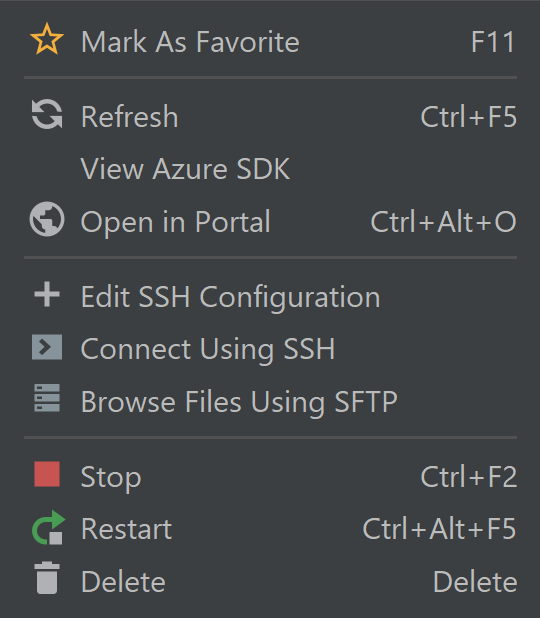 Mark As Favorite F11
Refresh Ctrl+F5
View Azure SDK
Open in Portal Ctrl+Alt+O
Edit SSH Configuration
Connect Using SSH
Browse Files Using SFTP
Stop Ctrl+F2
Restart Ctrl+Alt+F5
Delete Delete